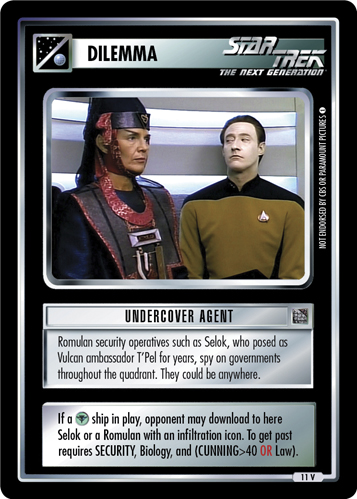 DILEMMA
STAR TREK
THE NEXT GENERATION
NOT ENDORSED BY CBS OR PARAMOUNT PICTURES
UNDERCOVER AGENT
Romulan security operatives such as Selok, who posed as
Vulcan ambassador T'Pel for years, spy on governments
throughout the quadrant. They could be anywhere.
If a ship in play, opponent may download to here
Selok or a Romulan with an infiltration icon. To get past
requires SECURITY, Biology, and (CUNNING>40 OR Law).
11 V